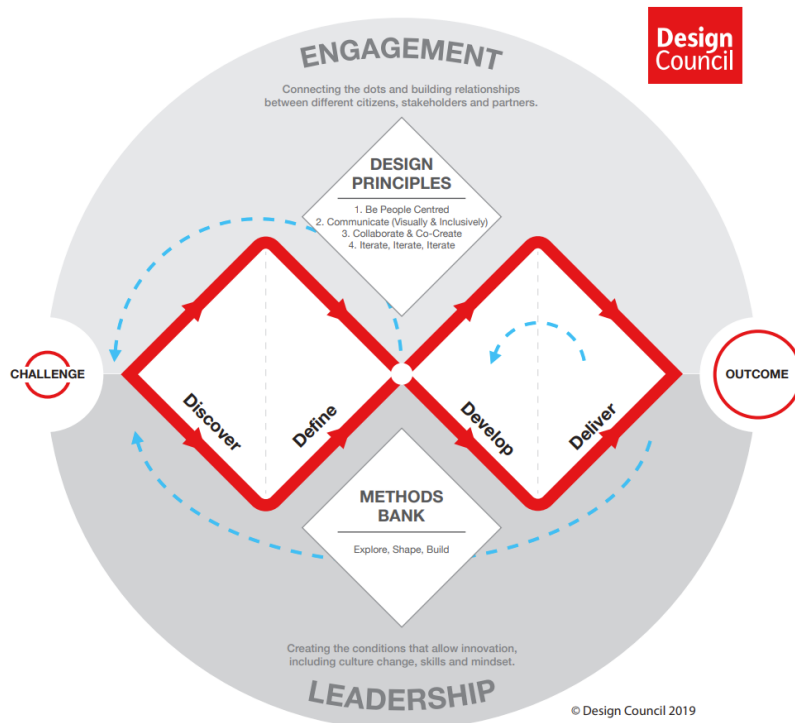 Design
Council
ENGAGEMENT
Connecting the dots and building relationships
between different citizens, stakeholders and partners.
DESIGN
PRINCIPLES
1. Be People Centred
2. Communicate (Visually & Inclusively)
3. Collaborate & Co-Create
4. Iterate, Iterate, Iterate
CHALLENGE
Discover
Define
Develop
Deliver
OUTCOME
METHODS
BANK
Explore, Shape, Build
Creating the conditions that allow innovation,
including culture change, skills and mindset.
LEADERSHIP
© Design Council 2019